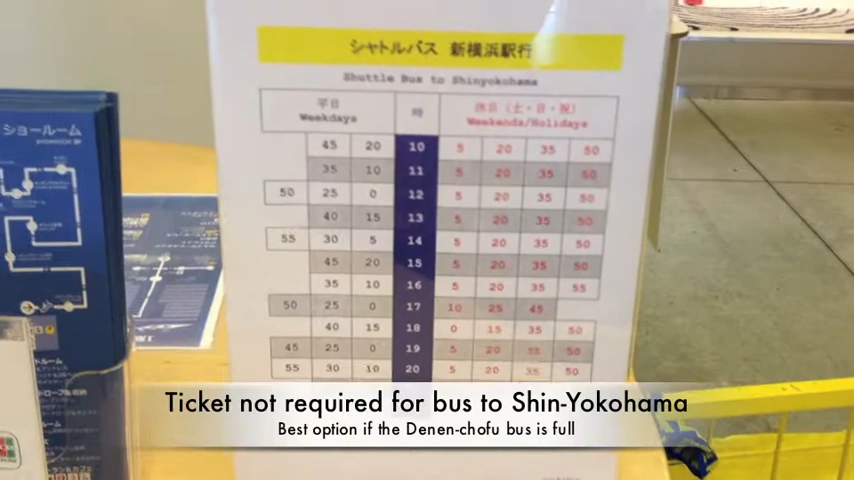 シャトルバス 新横浜駅行
Shuttle Bus to Shinyokohama
平日 時 休日(土・日・祝)
Weekdays Weekends/Holidays
45 20 10 5 20 35 50
35 10 11 5 20 35 50
50 25 0 12 5 20 35 50
40 15 13 5 20 35 50
55 30 5 14 5 20 35 50
45 20 15 5 20 35 50
35 10 16 5 20 35 55
50 25 0 17 10 25 45
40 15 18 0 15 35 50
45 25 0 19 5 20 35 50
55 30 10 20 5 20 35 50
ショールーム
Ticket not required for bus to Shin-Yokohama
Best option if the Denen-chofu bus is full